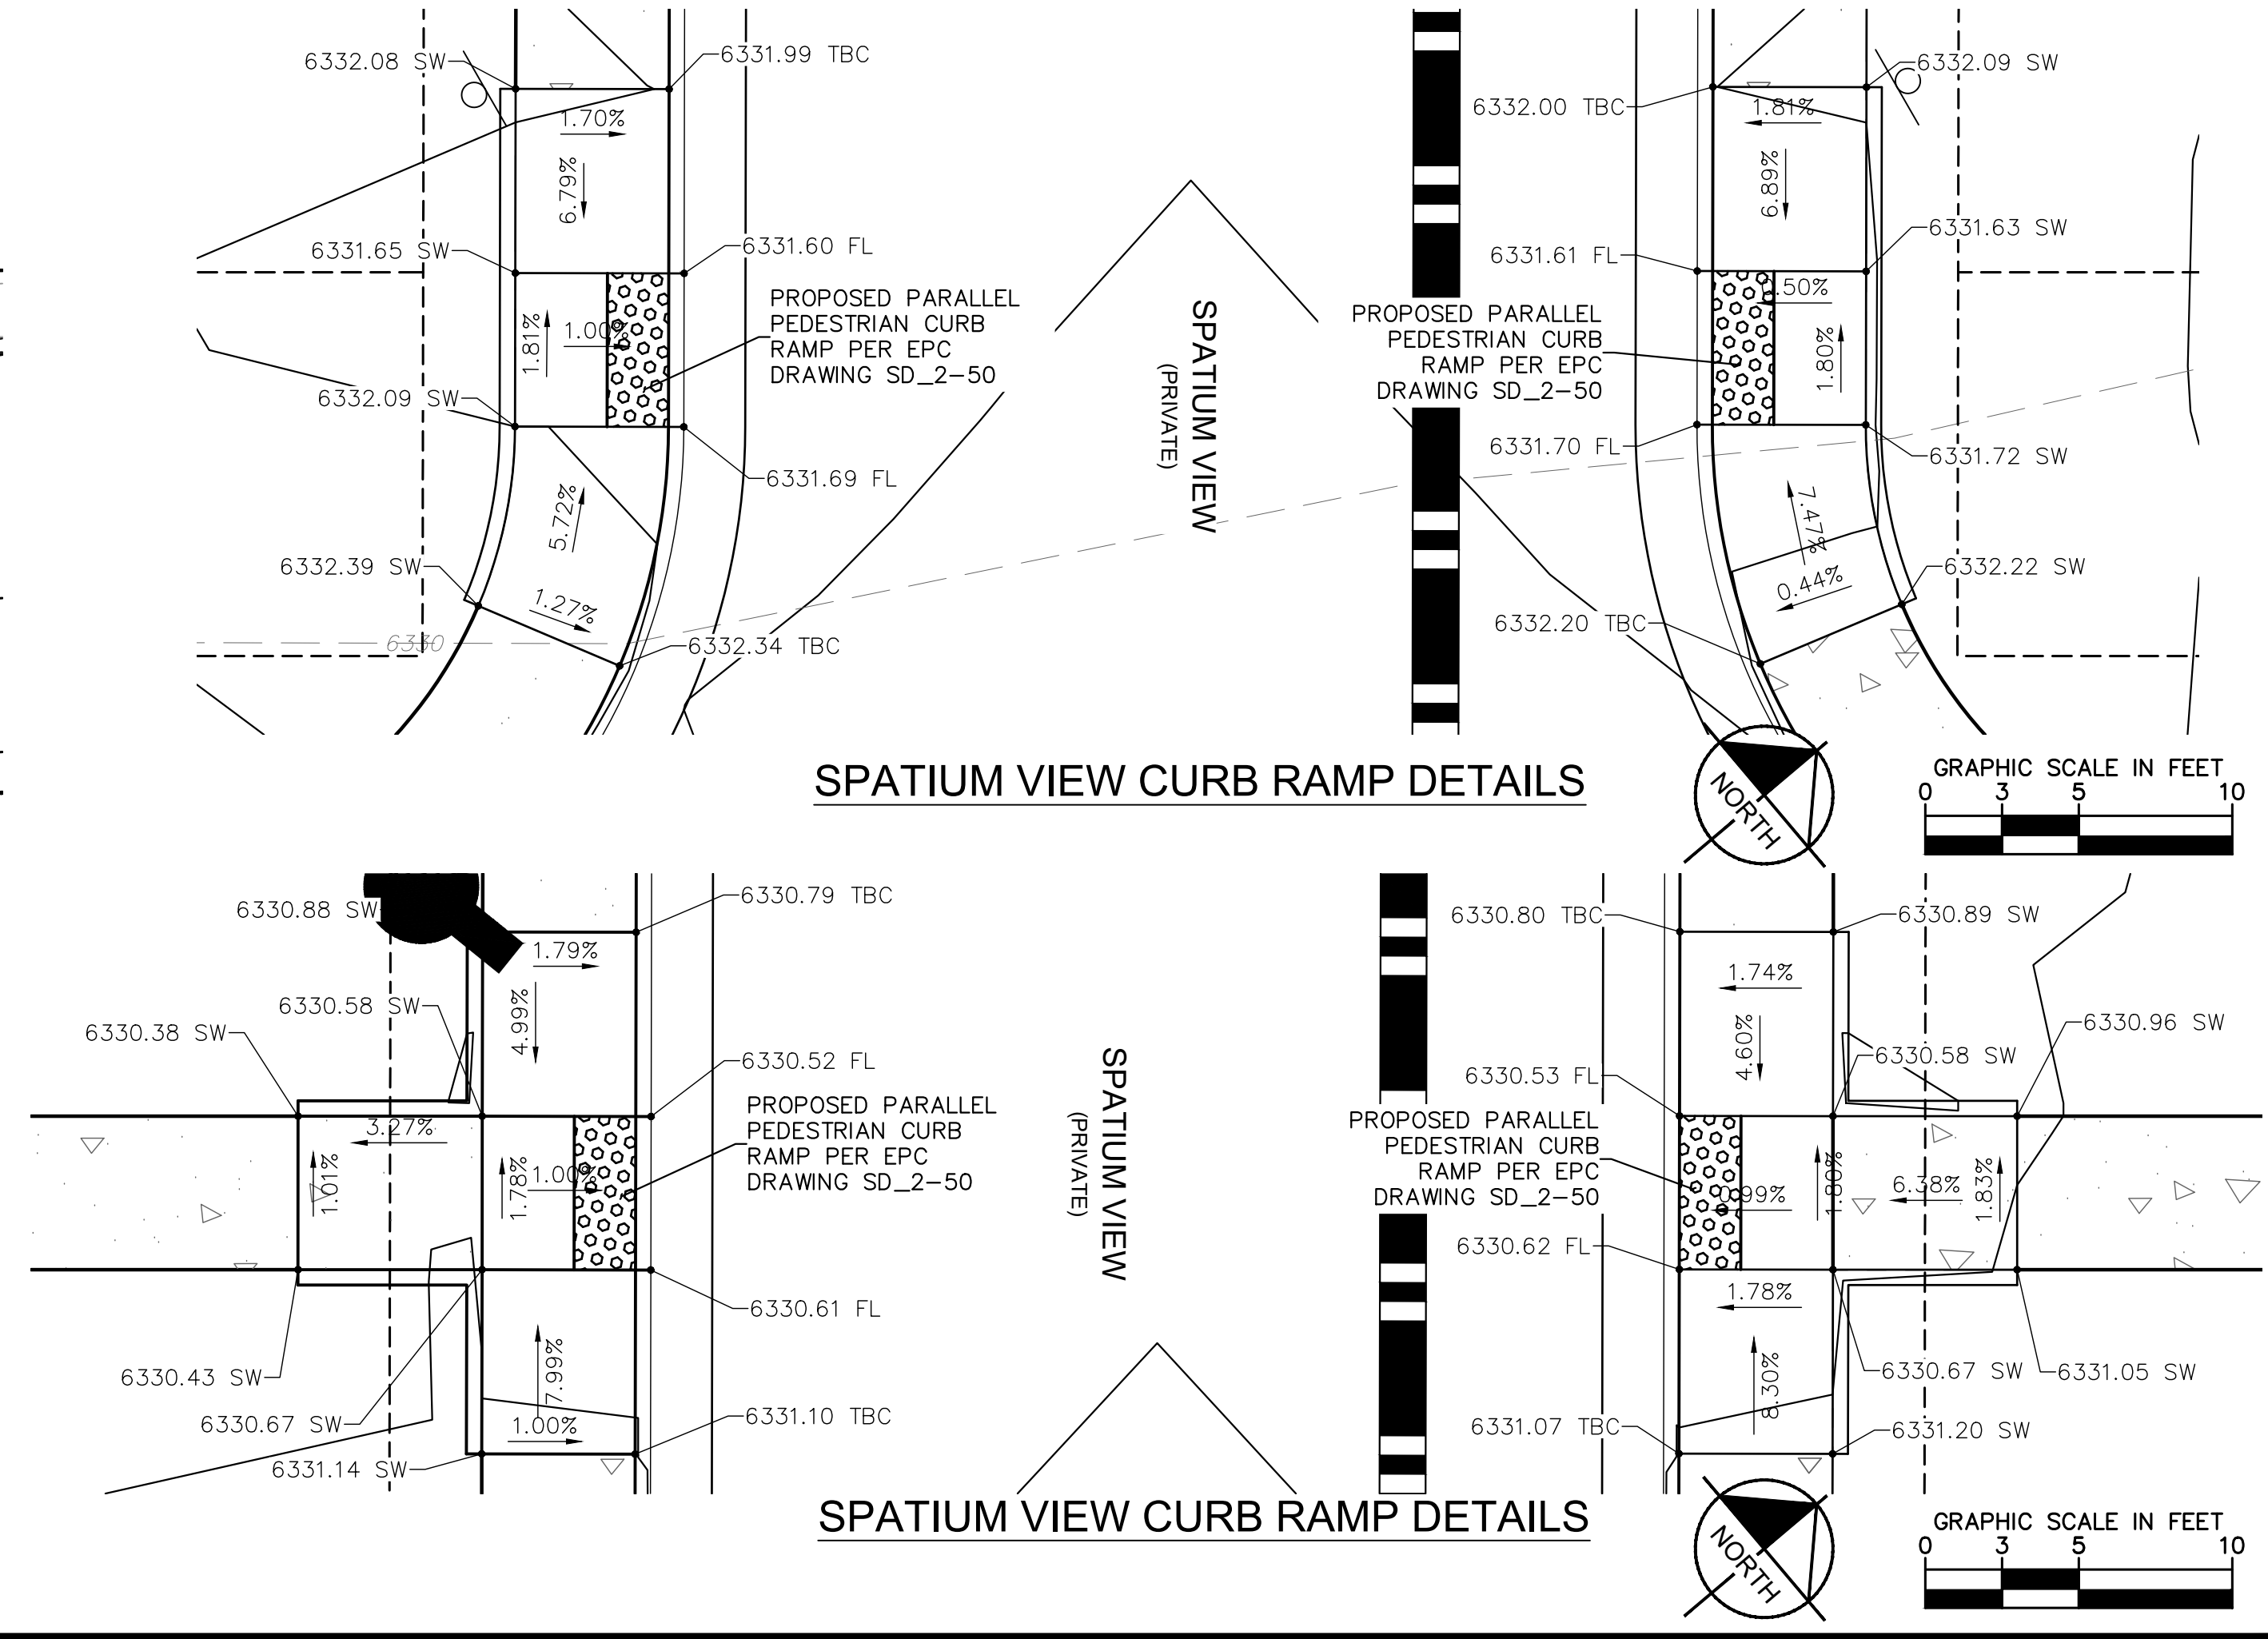 6332.08 SW
6331.99 TBC
1.70%
6.79%
6331.65 SW
6331.60 FL
PROPOSED PARALLEL
PEDESTRIAN CURB
RAMP PER EPC
DRAWING SD_2-50
1.81%
1.00%
6332.09 SW
6331.69 FL
5.72%
6332.39 SW
1.27%
6332.34 TBC
6330
SPATIUM VIEW
(PRIVATE)
6332.09 SW
6332.00 TBC
1.81%
6.89%
6331.63 SW
6331.61 FL
PROPOSED PARALLEL
PEDESTRIAN CURB
RAMP PER EPC
DRAWING SD_2-50
.50%
1.80%
6331.70 FL
6331.72 SW
7.47%
0.44%
6332.22 SW
6332.20 TBC
SPATIUM VIEW CURB RAMP DETAILS
NORTH
GRAPHIC SCALE IN FEET
0 3 5 10
6330.88 SW
6330.79 TBC
1.79%
4.99%
6330.58 SW
6330.38 SW
6330.52 FL
PROPOSED PARALLEL
PEDESTRIAN CURB
RAMP PER EPC
DRAWING SD_2-50
3.27%
1.01%
1.78%
1.00%
6330.61 FL
6330.43 SW
7.99%
6330.67 SW
1.00%
6331.10 TBC
6331.14 SW
SPATIUM VIEW
(PRIVATE)
6330.80 TBC
6330.89 SW
1.74%
4.60%
6330.96 SW
6330.58 SW
6330.53 FL
PROPOSED PARALLEL
PEDESTRIAN CURB
RAMP PER EPC
DRAWING SD_2-50
0.99%
1.80%
6.38%
1.83%
6330.62 FL
1.78%
8.30%
6330.67 SW
6331.05 SW
6331.07 TBC
6331.20 SW
SPATIUM VIEW CURB RAMP DETAILS
NORTH
GRAPHIC SCALE IN FEET
0 3 5 10